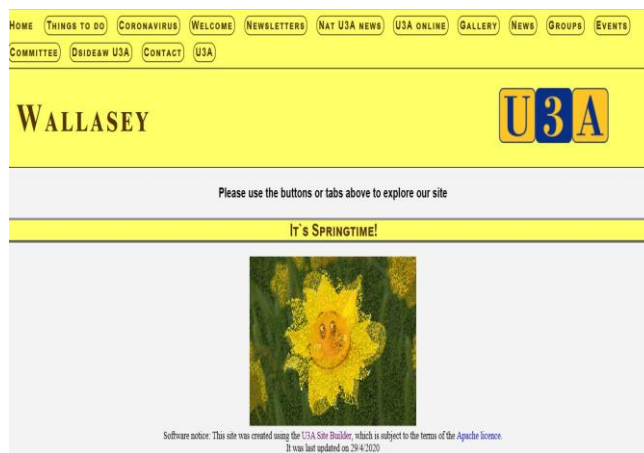 Home Things to do Coronavirus Welcome Newsletters Nat U3A news U3A online Gallery News Groups Events
Committee Dside&W U3A Contact U3A
Wallasey
U3A
Please use the buttons or tabs above to explore our site
It`s Springtime!
Software notice: This site was created using the U3A Site Builder, which is subject to the terms of the Apache licence.
It was last updated on 29/4/2020